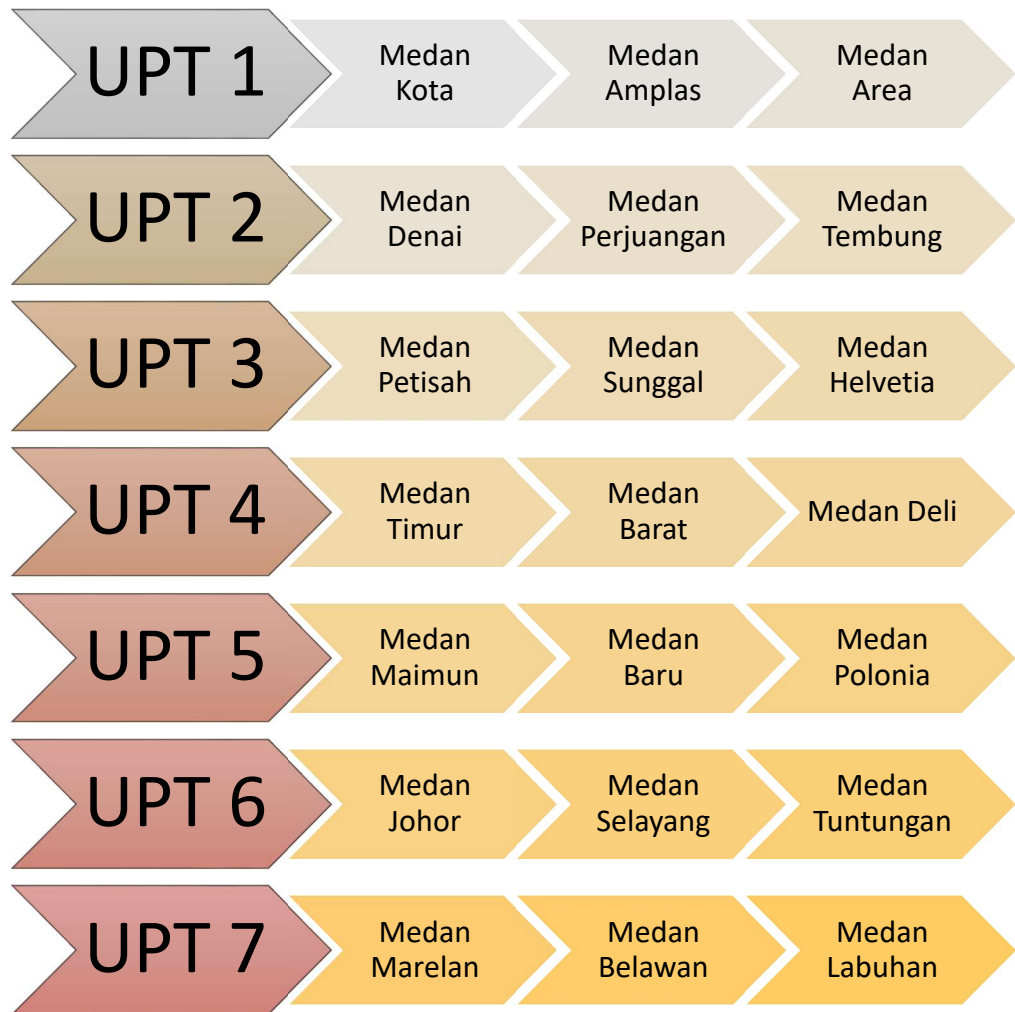 UPT 1
Medan
Kota
Medan
Amplas
Medan
Area
UPT 2
Medan
Denai
Medan
Perjuangan
Medan
Tembung
UPT 3
Medan
Petisah
Medan
Sunggal
Medan
Helvetia
UPT 4
Medan
Timur
Medan
Barat
Medan Deli
UPT 5
Medan
Maimun
Medan
Baru
Medan
Polonia
UPT 6
Medan
Johor
Medan
Selayang
Medan
Tuntungan
UPT 7
Medan
Marelan
Medan
Belawan
Medan
Labuhan